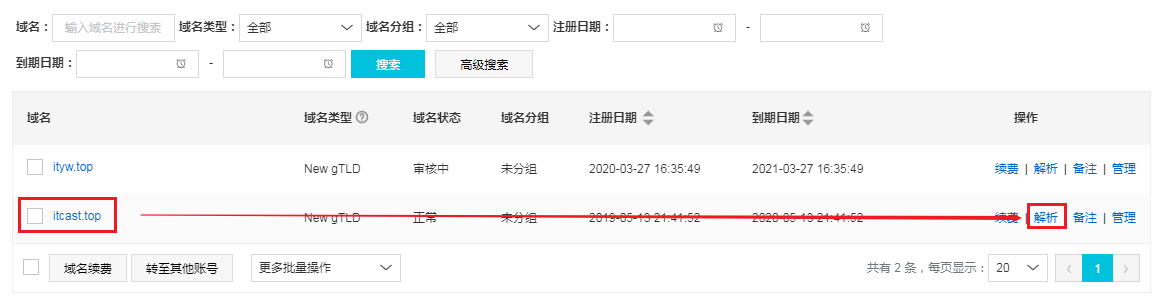 域名： 输入域名进行搜索 域名类型： 全部 域名分组： 全部 注册日期： -
到期日期： - 搜索 高级搜索
域名 域名类型 ? 域名状态 域名分组 注册日期 到期日期 操作
ityw.top New gTLD 审核中 未分组 2020-03-27 16:35:49 2021-03-27 16:35:49 续费 | 解析 | 备注 | 管理
itcast.top New gTLD 正常 未分组 2019-05-13 21:41:52 2020-05-13 21:41:52 续费 | 解析 | 备注 | 管理
域名续费 转至其他账号 更多批量操作 共有 2 条，每页显示： 20 ‹ 1 ›